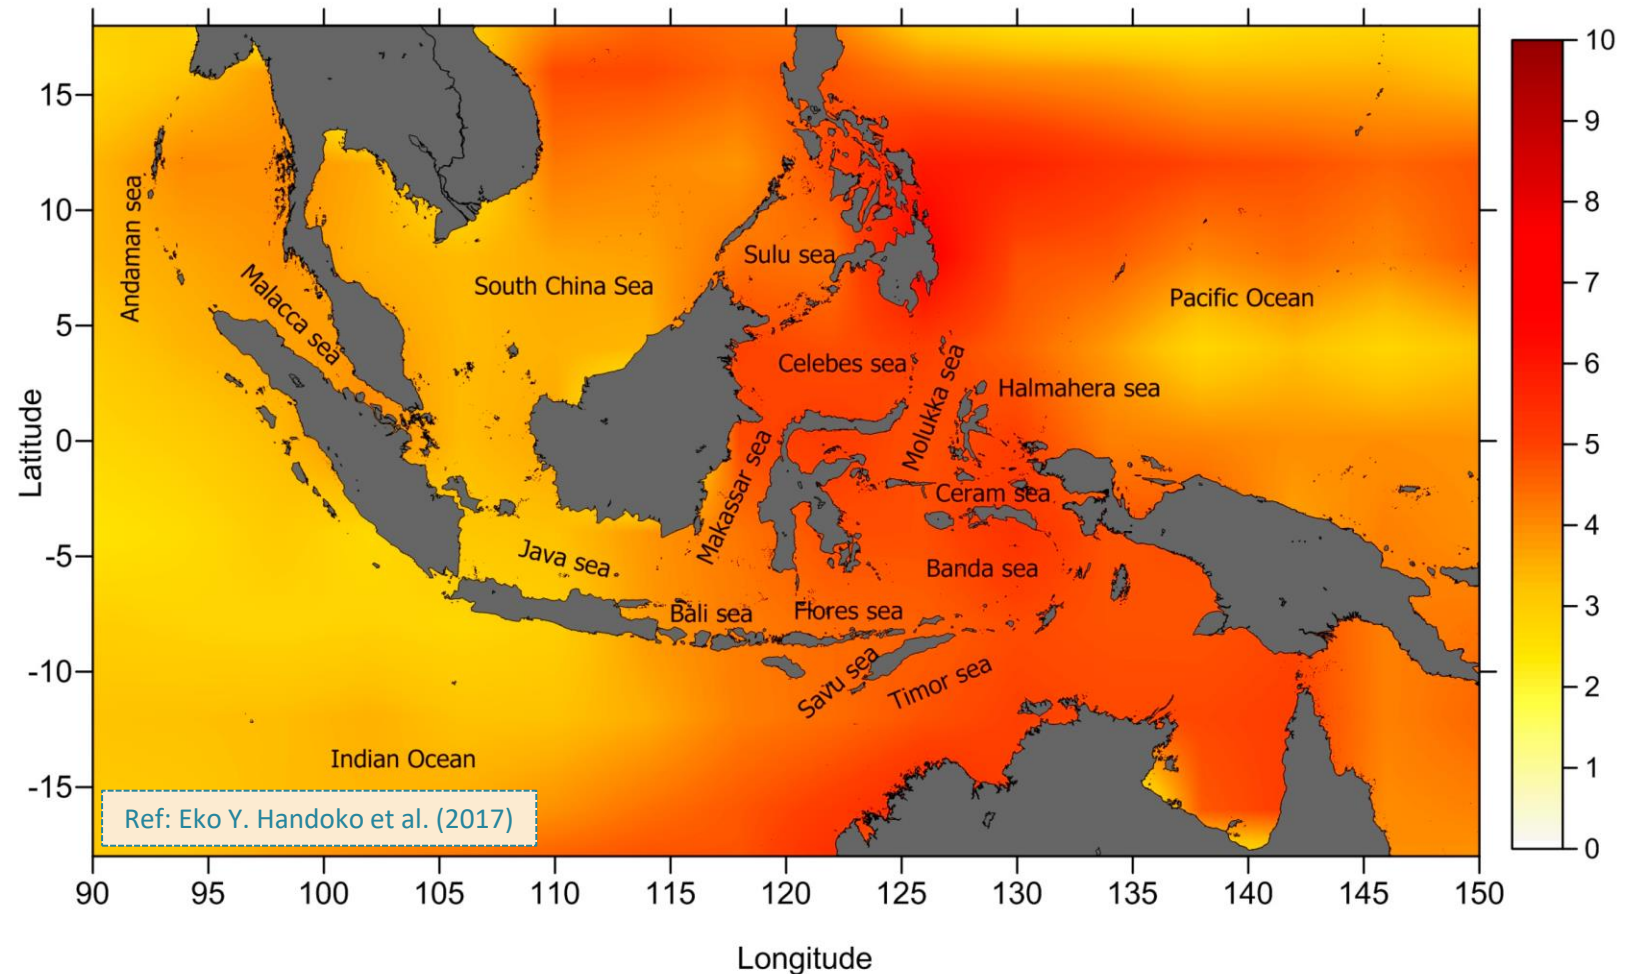 10
9
8
7
6
5
4
3
2
1
0
15
10
5
0
-5
-10
-15
Latitude
Andaman sea
Malacca sea
South China Sea
Sulu sea
Pacific Ocean
Celebes sea
Molukka sea
Halmahera sea
Makassar sea
Ceram sea
Java sea
Banda sea
Bali sea
Flores sea
Savu sea
Timor sea
Indian Ocean
Ref: Eko Y. Handoko et al. (2017)
90 95 100 105 110 115 120 125 130 135 140 145 150
Longitude